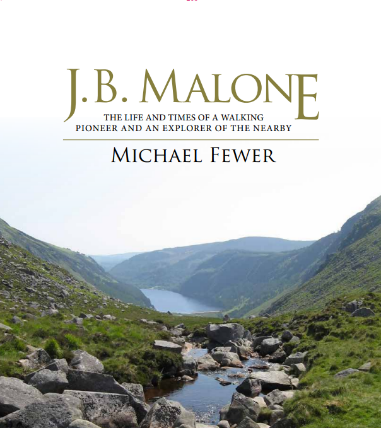 J.B. MALONE
THE LIFE AND TIMES OF A WALKING
PIONEER AND AN EXPLORER OF THE NEARBY
MICHAEL FEWER